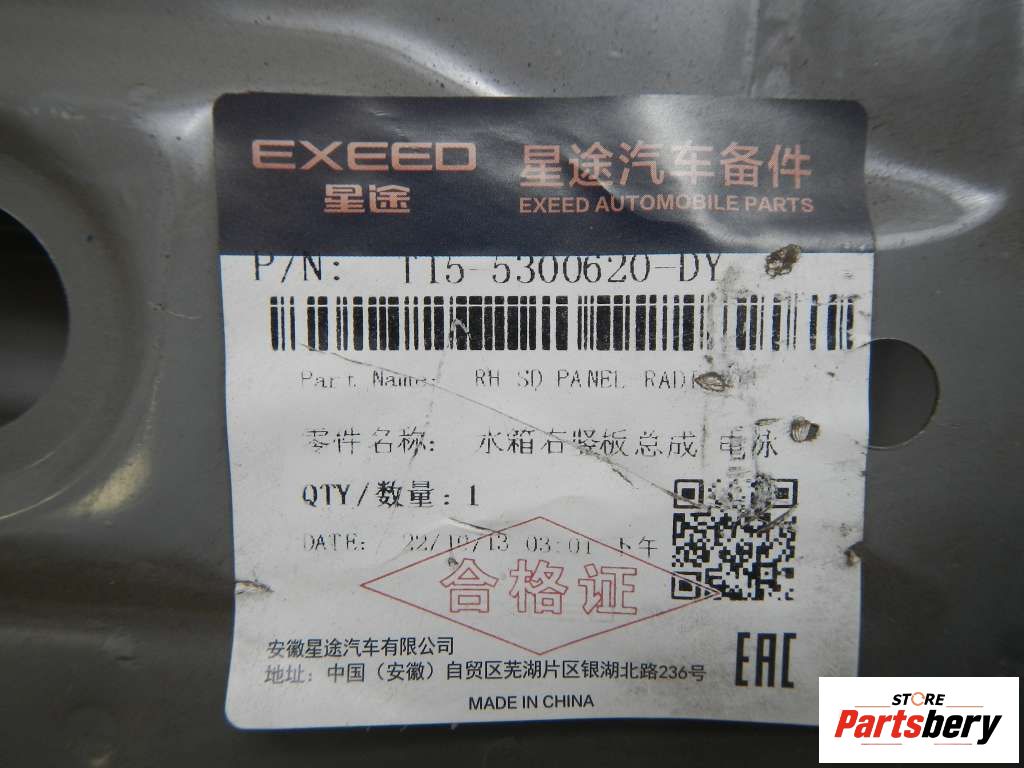 EXEED 星途汽车备件
星途 EXEED AUTOMOBILE PARTS
P/N: T15-5300620-DY
Part Name: RH SD PANEL
零件名称: 水箱右竖板总成 电泳
QTY/数量: 1
DATE: 22/10/13 03:01 下午
合格证
安徽星途汽车有限公司
地址: 中国(安徽)自贸区芜湖片区银湖北路236号
EAC
MADE IN CHINA
STORE
Partsbery